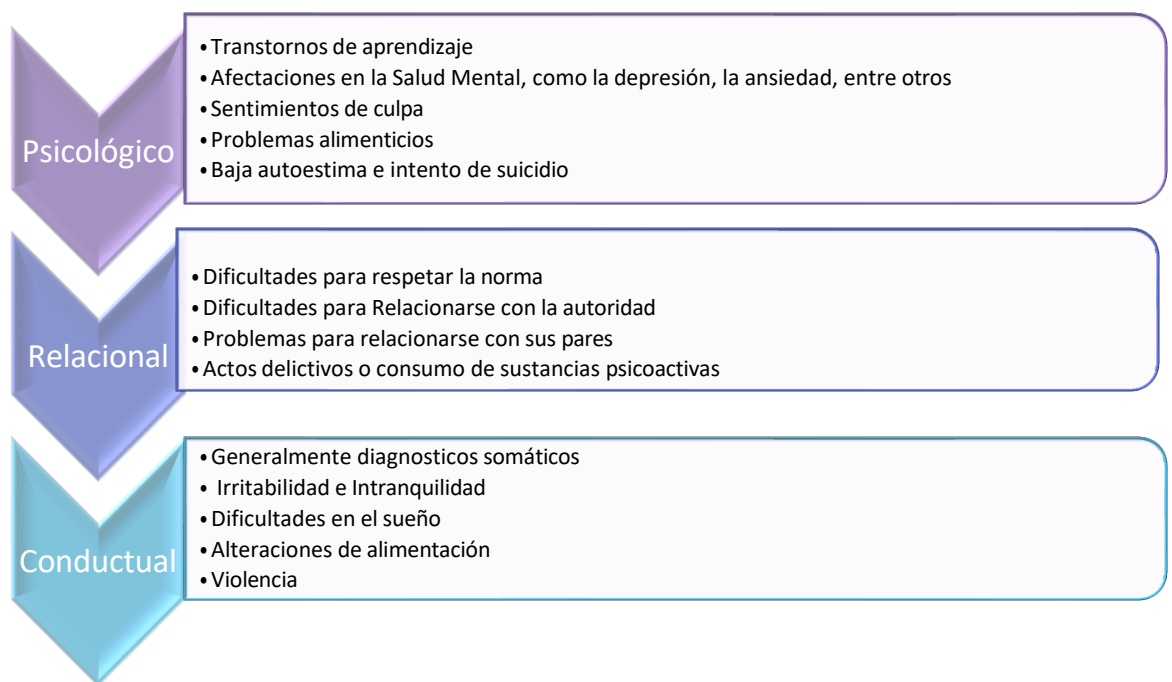 Psicológico
• Transtornos de aprendizaje
• Afectaciones en la Salud Mental, como la depresión, la ansiedad, entre otros
• Sentimientos de culpa
• Problemas alimenticios
• Baja autoestima e intento de suicidio
Relacional
• Dificultades para respetar la norma
• Dificultades para Relacionarse con la autoridad
• Problemas para relacionarse con sus pares
• Actos delictivos o consumo de sustancias psicoactivas
Conductual
• Generalmente diagnosticos somáticos
• Irritabilidad e Intranquilidad
• Dificultades en el sueño
• Alteraciones de alimentación
• Violencia